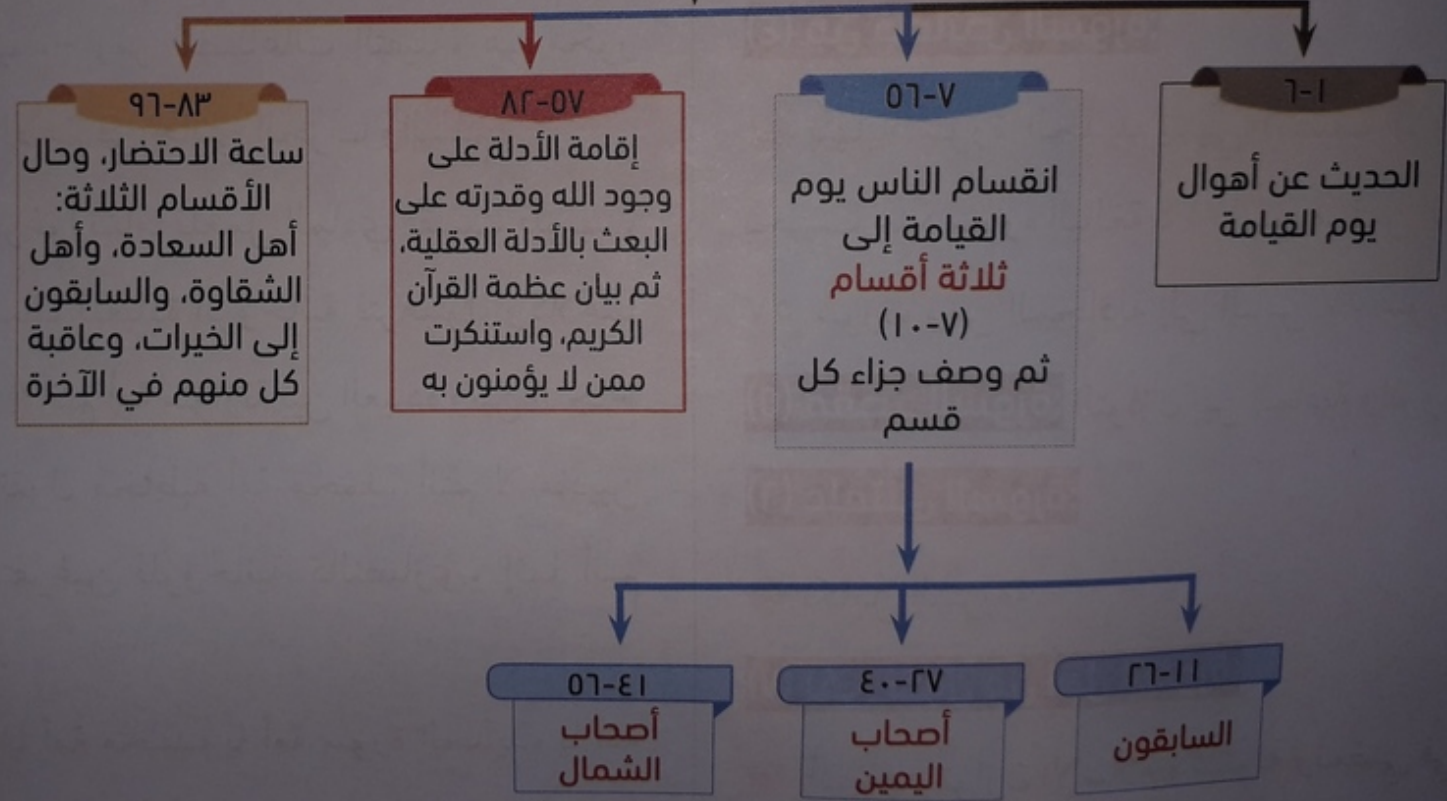 ١-٦
الحديث عن أهوال
يوم القيامة
٧-٥٦
انقسام الناس يوم
القيامة إلى
ثلاثة أقسام
(٧-١٠)
ثم وصف جزاء كل
قسم
٥٧-٨٢
إقامة الأدلة على
وجود الله وقدرته على
البعث بالأدلة العقلية،
ثم بيان عظمة القرآن
الكريم، واستنكرت
ممن لا يؤمنون به
٨٣-٩٦
ساعة الاحتضار، وحال
الأقسام الثلاثة:
أهل السعادة، وأهل
الشقاوة، والسابقون
إلى الخيرات، وعاقبة
كل منهم في الآخرة
١١-٢٦
السابقون
٢٧-٤٠
أصحاب
اليمين
٤١-٥٦
أصحاب
الشمال